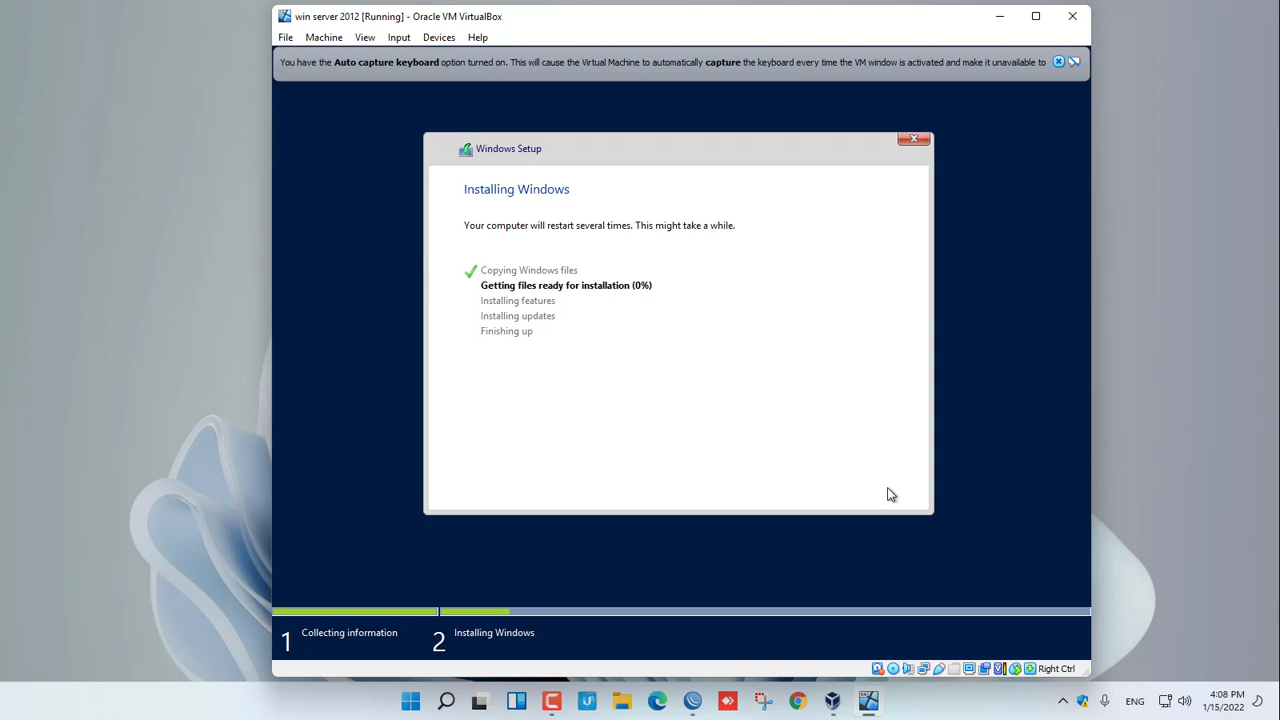 win server 2012 [Running] - Oracle VM VirtualBox
File Machine View Input Devices Help
You have the Auto capture keyboard option turned on. This will cause the Virtual Machine to automatically capture the keyboard every time the VM window is activated and make it unavailable to
Windows Setup
Installing Windows
Your computer will restart several times. This might take a while.
Copying Windows files
Getting files ready for installation (0%)
Installing features
Installing updates
Finishing up
1 Collecting information 2 Installing Windows
Right Ctrl
ENG
4:08 PM
1/15/2022